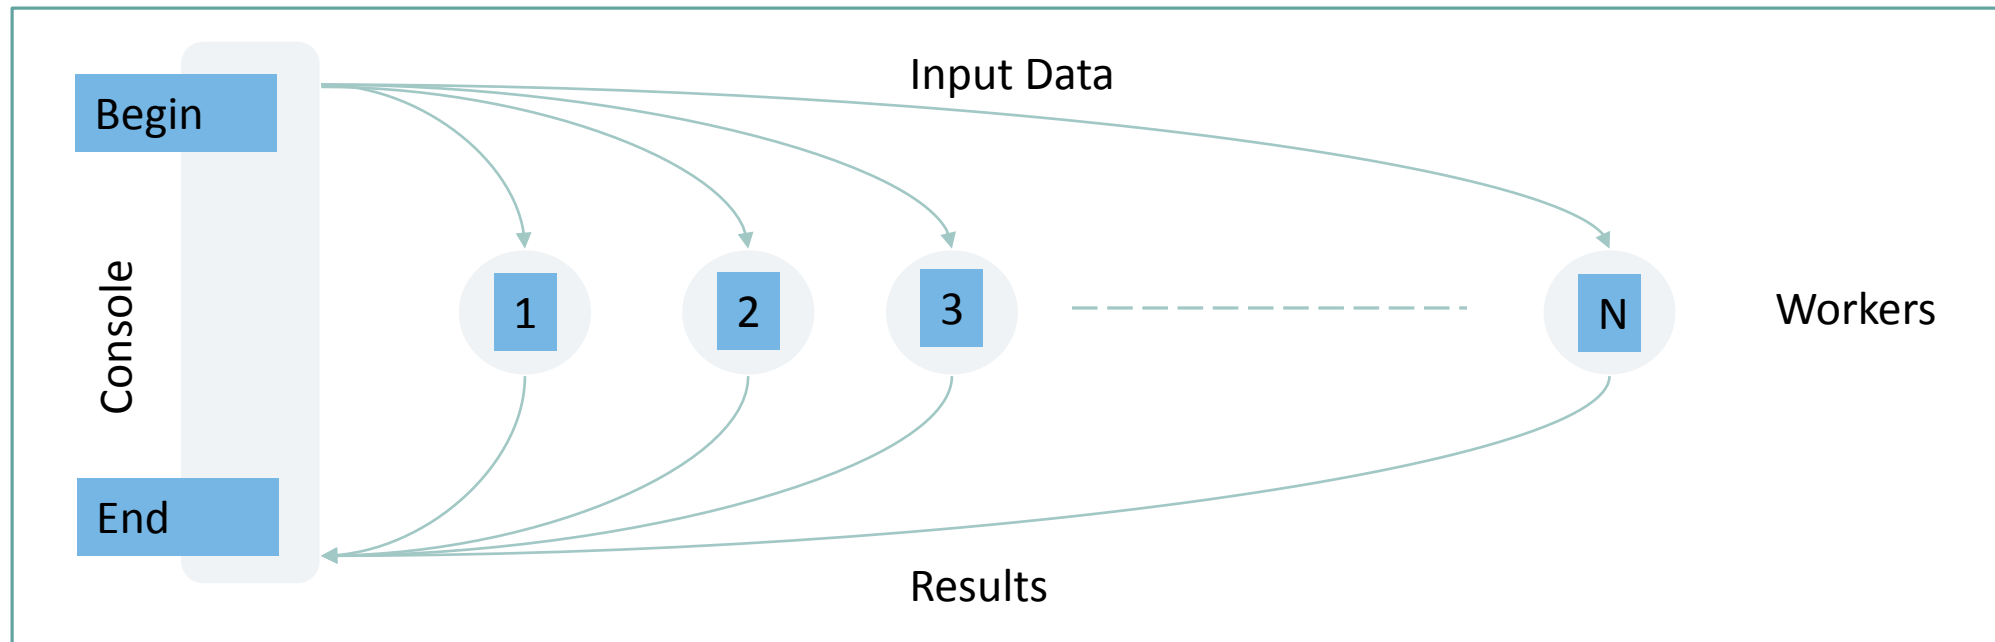 Input Data
Begin
Console
1
2
3
N
Workers
End
Results